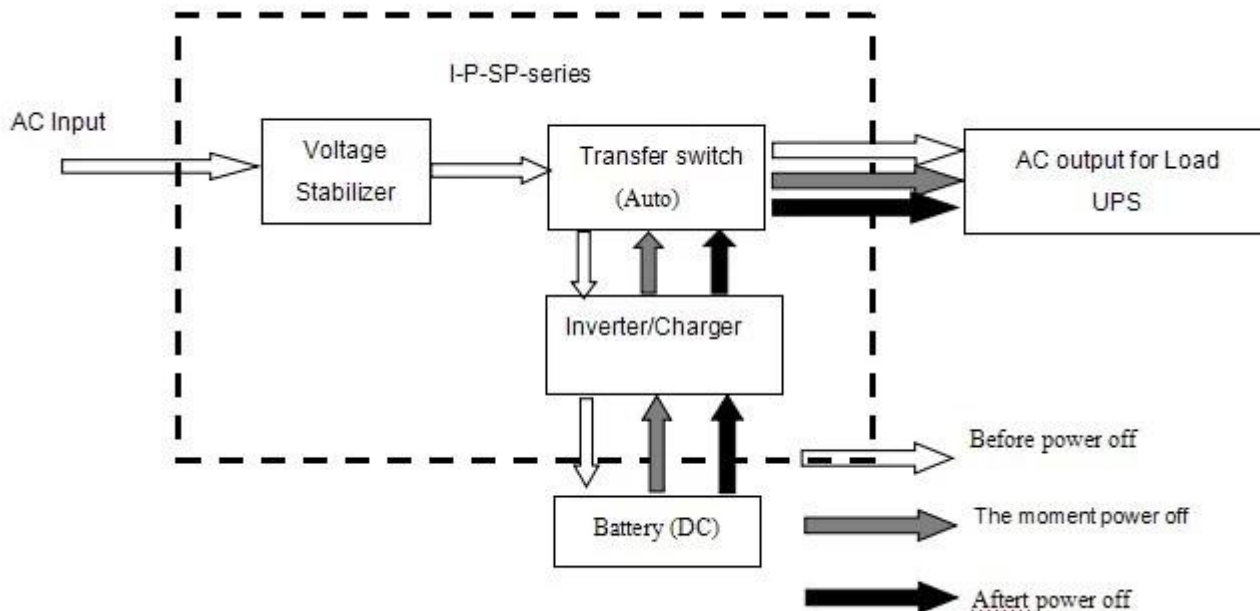 I-P-SP-series
AC Input
Voltage
Stabilizer
Transfer switch
(Auto)
AC output for Load
UPS
Inverter/Charger
Battery (DC)
Before power off
The moment power off
Aftert power off